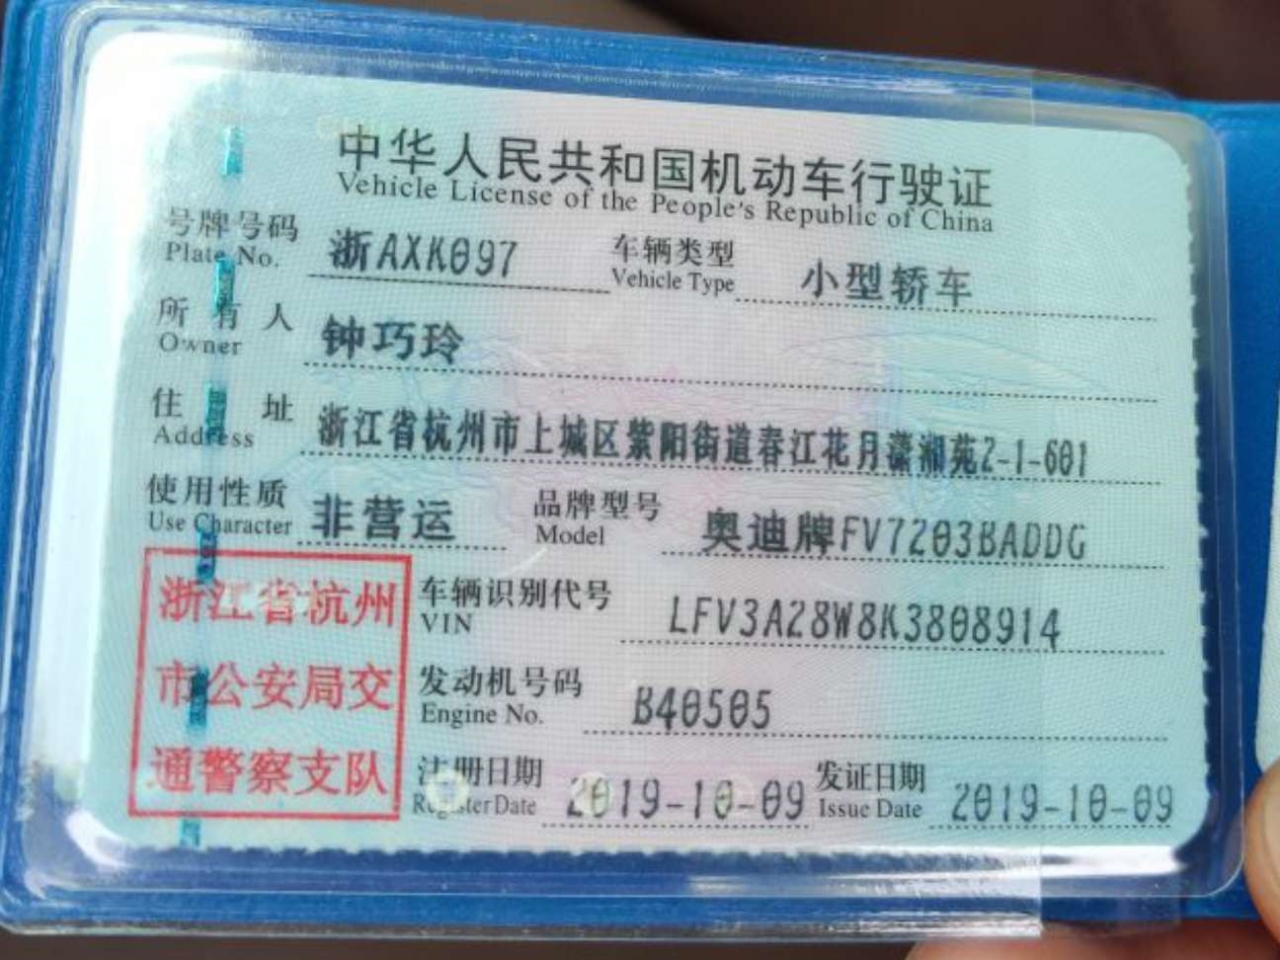 中华人民共和国机动车行驶证
Vehicle License of the People's Republic of China
号牌号码 浙AXK097 车辆类型 小型轿车
Plate No. Vehicle Type
所有人 钟巧玲
Owner
住址 浙江省杭州市上城区紫阳街道春江花月潇湘苑2-1-601
Address
使用性质 非营运 品牌型号 奥迪牌FV7203BADDG
Use Character Model
浙江省杭州
市公安局交
通警察支队
车辆识别代号 LFV3A28W8K3808914
VIN
发动机号码 B40505
Engine No.
注册日期 2019-10-09 发证日期 2019-10-09
Register Date Issue Date